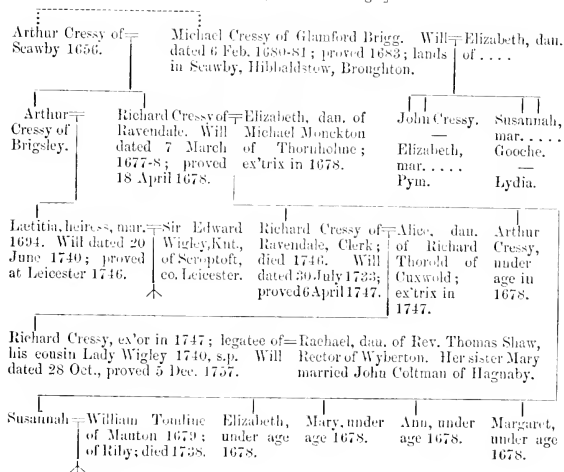 Arthur Cressy of = Scawby 1656.
Michael Cressy of Glamford Brigg. Will = Elizabeth, dau.
dated 6 Feb. 1680-81; proved 1683; lands of . . . .
in Scawby, Hibbaldstow, Broughton.
Arthur =
Cressy of
Brigsley.
Richard Cressy of = Elizabeth, dau. of
Ravendale. Will Michael Monckton
dated 7 March of Thornholme;
1677-8; proved ex'trix in 1678.
18 April 1678.
John Cressy.
—
Elizabeth,
mar. . . . .
Pym.
Susannah,
mar. . . . .
Gooche.
—
Lydia.
Lætitia, heiress, mar. = Sir Edward
1694. Will dated 20 Wigley, Knt.,
June 1740; proved of Scroptoft,
at Leicester 1746. co. Leicester.
Richard Cressy of = Alice, dau.
Ravendale, Clerk; of Richard
died 1746. Will Thorold of
dated 30 July 1733; Cuxwold;
proved 6 April 1747. ex'trix in
1747.
Arthur
Cressy,
under
age in
1678.
Richard Cressy, ex'or in 1747; legatee of = Rachael, dau. of Rev. Thomas Shaw,
his cousin Lady Wigley 1740, s.p. Will Rector of Wyberton. Her sister Mary
dated 28 Oct., proved 5 Dec. 1757. married John Coltman of Hagnaby.
Susannah = William Tomline
of Manton 1679;
of Riby; died 1738.
Elizabeth,
under age
1678.
Mary, under
age 1678.
Ann, under
age 1678.
Margaret,
under age
1678.